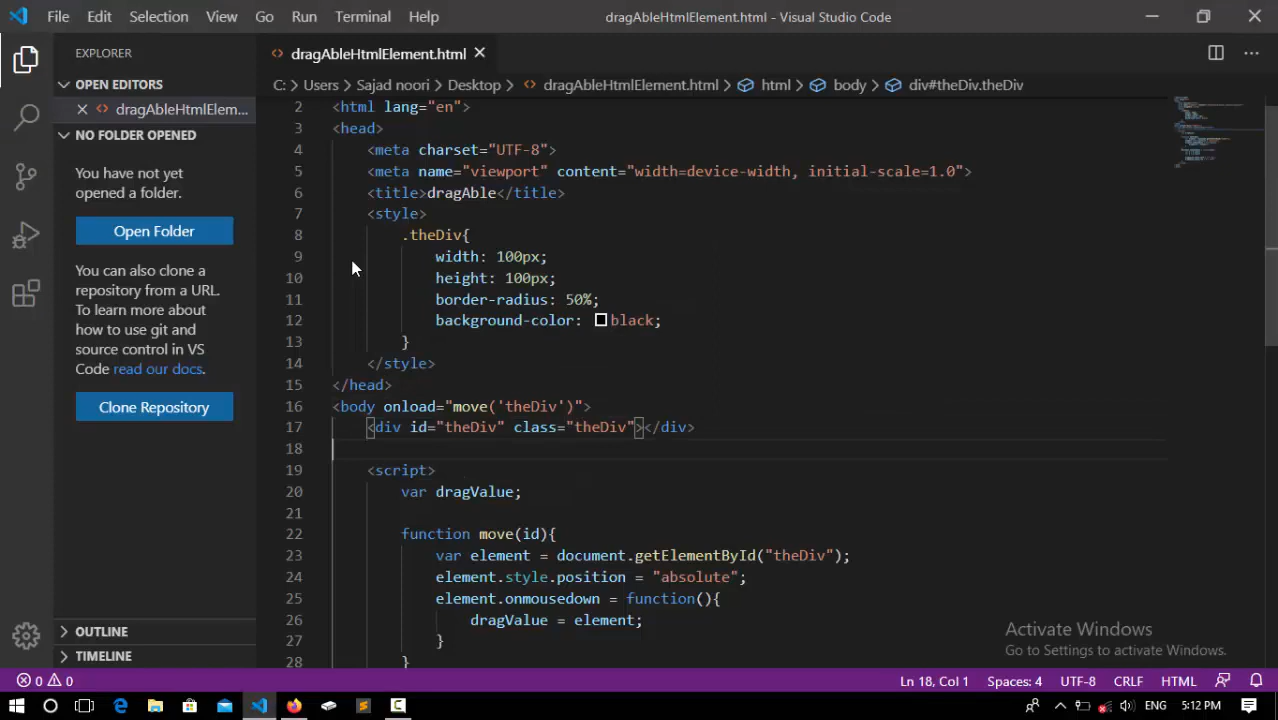 File Edit Selection View Go Run Terminal Help dragAbleHtmlElement.html - Visual Studio Code
EXPLORER
OPEN EDITORS
dragAbleHtmlElem...
NO FOLDER OPENED
You have not yet
opened a folder.
Open Folder
You can also clone a
repository from a URL.
To learn more about
how to use git and
source control in VS
Code read our docs.
Clone Repository
OUTLINE
TIMELINE
dragAbleHtmlElement.html
C: > Users > Sajad noori > Desktop > dragAbleHtmlElement.html > html > body > div#theDiv.theDiv
2 <html lang="en">
3 <head>
4 <meta charset="UTF-8">
5 <meta name="viewport" content="width=device-width, initial-scale=1.0">
6 <title>dragAble</title>
7 <style>
8 .theDiv{
9 width: 100px;
10 height: 100px;
11 border-radius: 50%;
12 background-color: black;
13 }
14 </style>
15 </head>
16 <body onload="move('theDiv')">
17 <div id="theDiv" class="theDiv"></div>
18
19 <script>
20 var dragValue;
21
22 function move(id){
23 var element = document.getElementById("theDiv");
24 element.style.position = "absolute";
25 element.onmousedown = function(){
26 dragValue = element;
27 }
28 }
Activate Windows
Go to Settings to activate Windows.
0 0 Ln 18, Col 1 Spaces: 4 UTF-8 CRLF HTML
ENG 5:12 PM